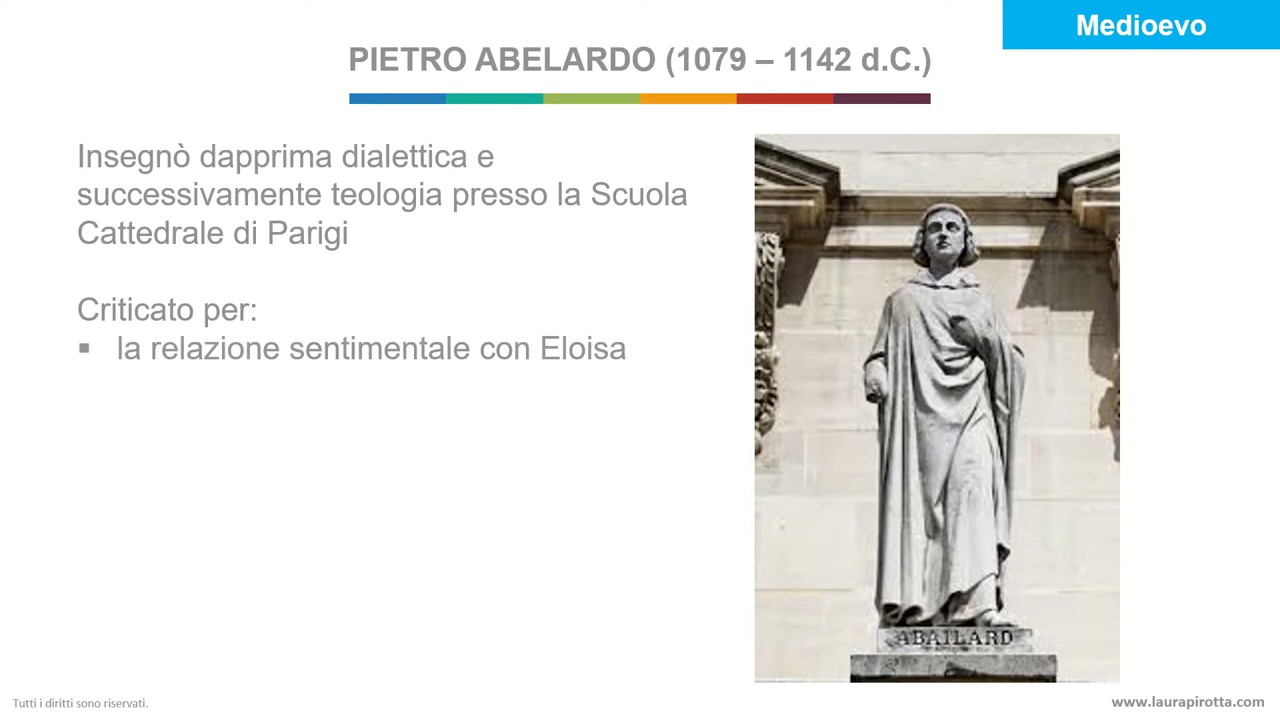 Medioevo
PIETRO ABELARDO (1079 – 1142 d.C.)
Insegnò dapprima dialettica e
successivamente teologia presso la Scuola
Cattedrale di Parigi
Criticato per:
▪ la relazione sentimentale con Eloisa
ABAILARD
Tutti i diritti sono riservati.
www.laurapirotta.com